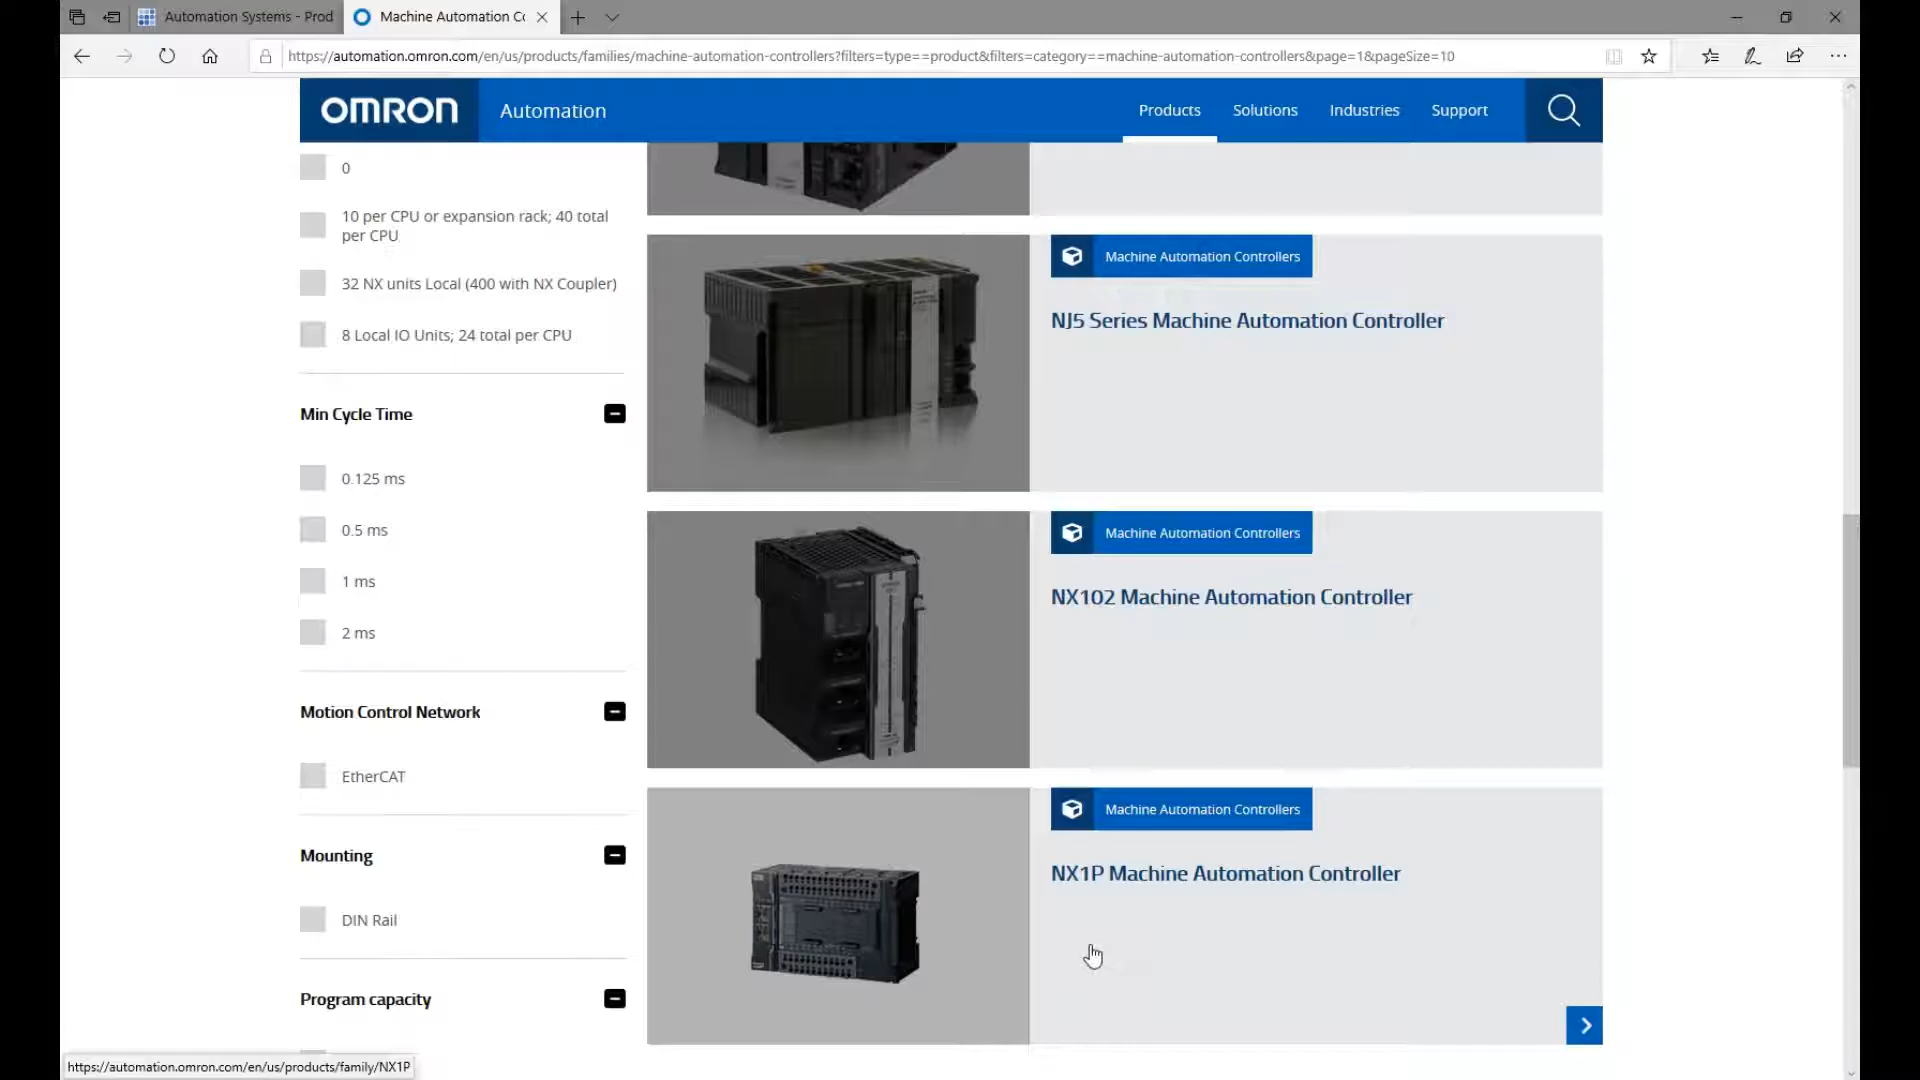 Automation Systems - Prod
Machine Automation Co
https://automation.omron.com/en/us/products/families/machine-automation-controllers?filters=type==product&filters=category==machine-automation-controllers&page=1&pageSize=10
OMRON
Automation
Products
Solutions
Industries
Support
0
10 per CPU or expansion rack; 40 total
per CPU
32 NX units Local (400 with NX Coupler)
8 Local IO Units; 24 total per CPU
Min Cycle Time
0.125 ms
0.5 ms
1 ms
2 ms
Motion Control Network
EtherCAT
Mounting
DIN Rail
Program capacity
Machine Automation Controllers
NJ5 Series Machine Automation Controller
Machine Automation Controllers
NX102 Machine Automation Controller
Machine Automation Controllers
NX1P Machine Automation Controller
https://automation.omron.com/en/us/products/family/NX1P